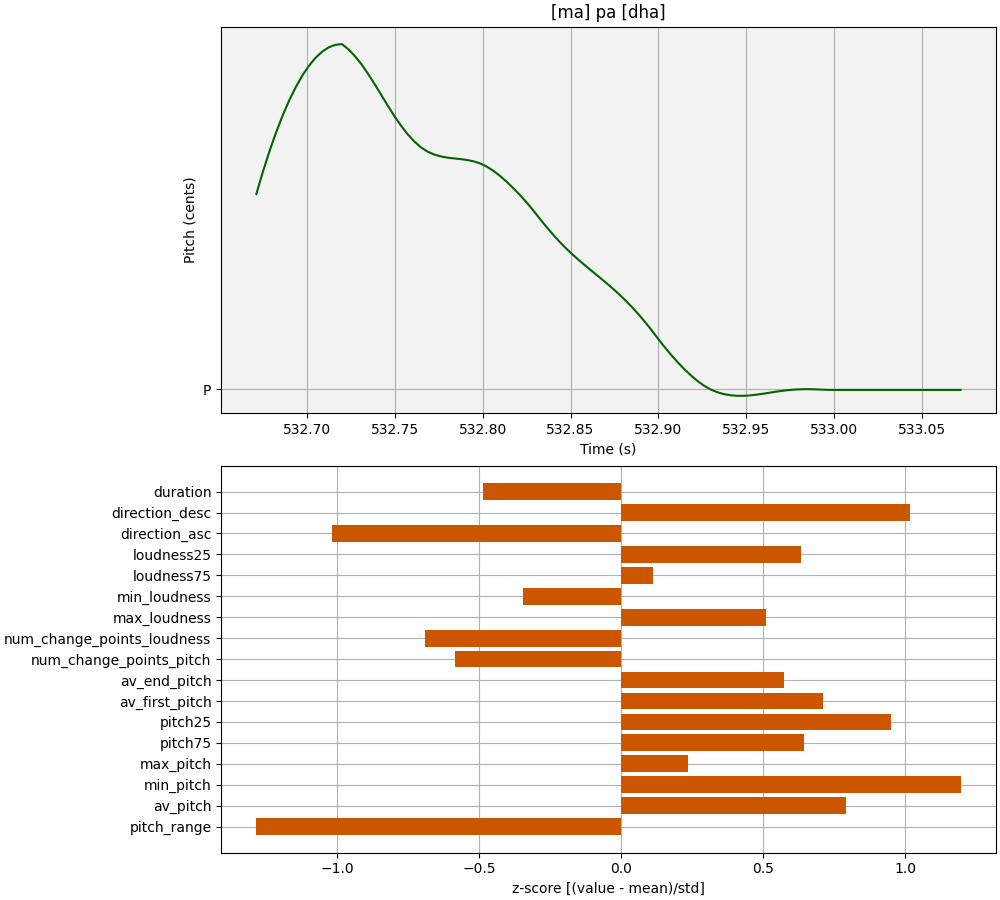 [ma] pa [dha]
Pitch (cents)
P
532.70 532.75 532.80 532.85 532.90 532.95 533.00 533.05
Time (s)
duration
direction_desc
direction_asc
loudness25
loudness75
min_loudness
max_loudness
num_change_points_loudness
num_change_points_pitch
av_end_pitch
av_first_pitch
pitch25
pitch75
max_pitch
min_pitch
av_pitch
pitch_range
−1.0 −0.5 0.0 0.5 1.0
z-score [(value - mean)/std]